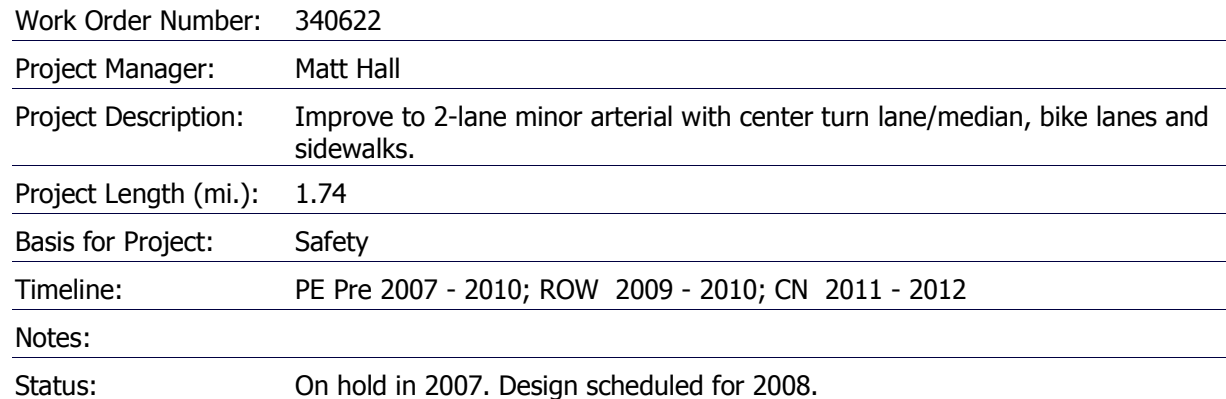 Work Order Number: 340622
Project Manager: Matt Hall
Project Description: Improve to 2-lane minor arterial with center turn lane/median, bike lanes and
sidewalks.
Project Length (mi.): 1.74
Basis for Project: Safety
Timeline: PE Pre 2007 - 2010; ROW  2009 - 2010; CN  2011 - 2012
Notes:
Status: On hold in 2007. Design scheduled for 2008.